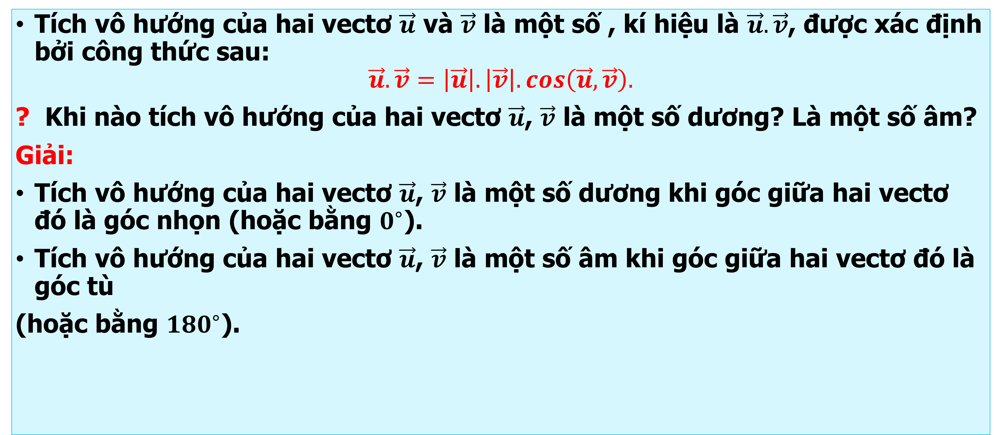 • Tích vô hướng của hai vectơ $\vec{u}$ và $\vec{v}$ là một số , kí hiệu là $\vec{u}.\vec{v}$, được xác định
bởi công thức sau:
$\vec{u}.\vec{v} = |\vec{u}|.|\vec{v}|.cos(\vec{u},\vec{v}).$
? Khi nào tích vô hướng của hai vectơ $\vec{u}$, $\vec{v}$ là một số dương? Là một số âm?
Giải:
• Tích vô hướng của hai vectơ $\vec{u}$, $\vec{v}$ là một số dương khi góc giữa hai vectơ
đó là góc nhọn (hoặc bằng 0°).
• Tích vô hướng của hai vectơ $\vec{u}$, $\vec{v}$ là một số âm khi góc giữa hai vectơ đó là
góc tù
(hoặc bằng 180°).